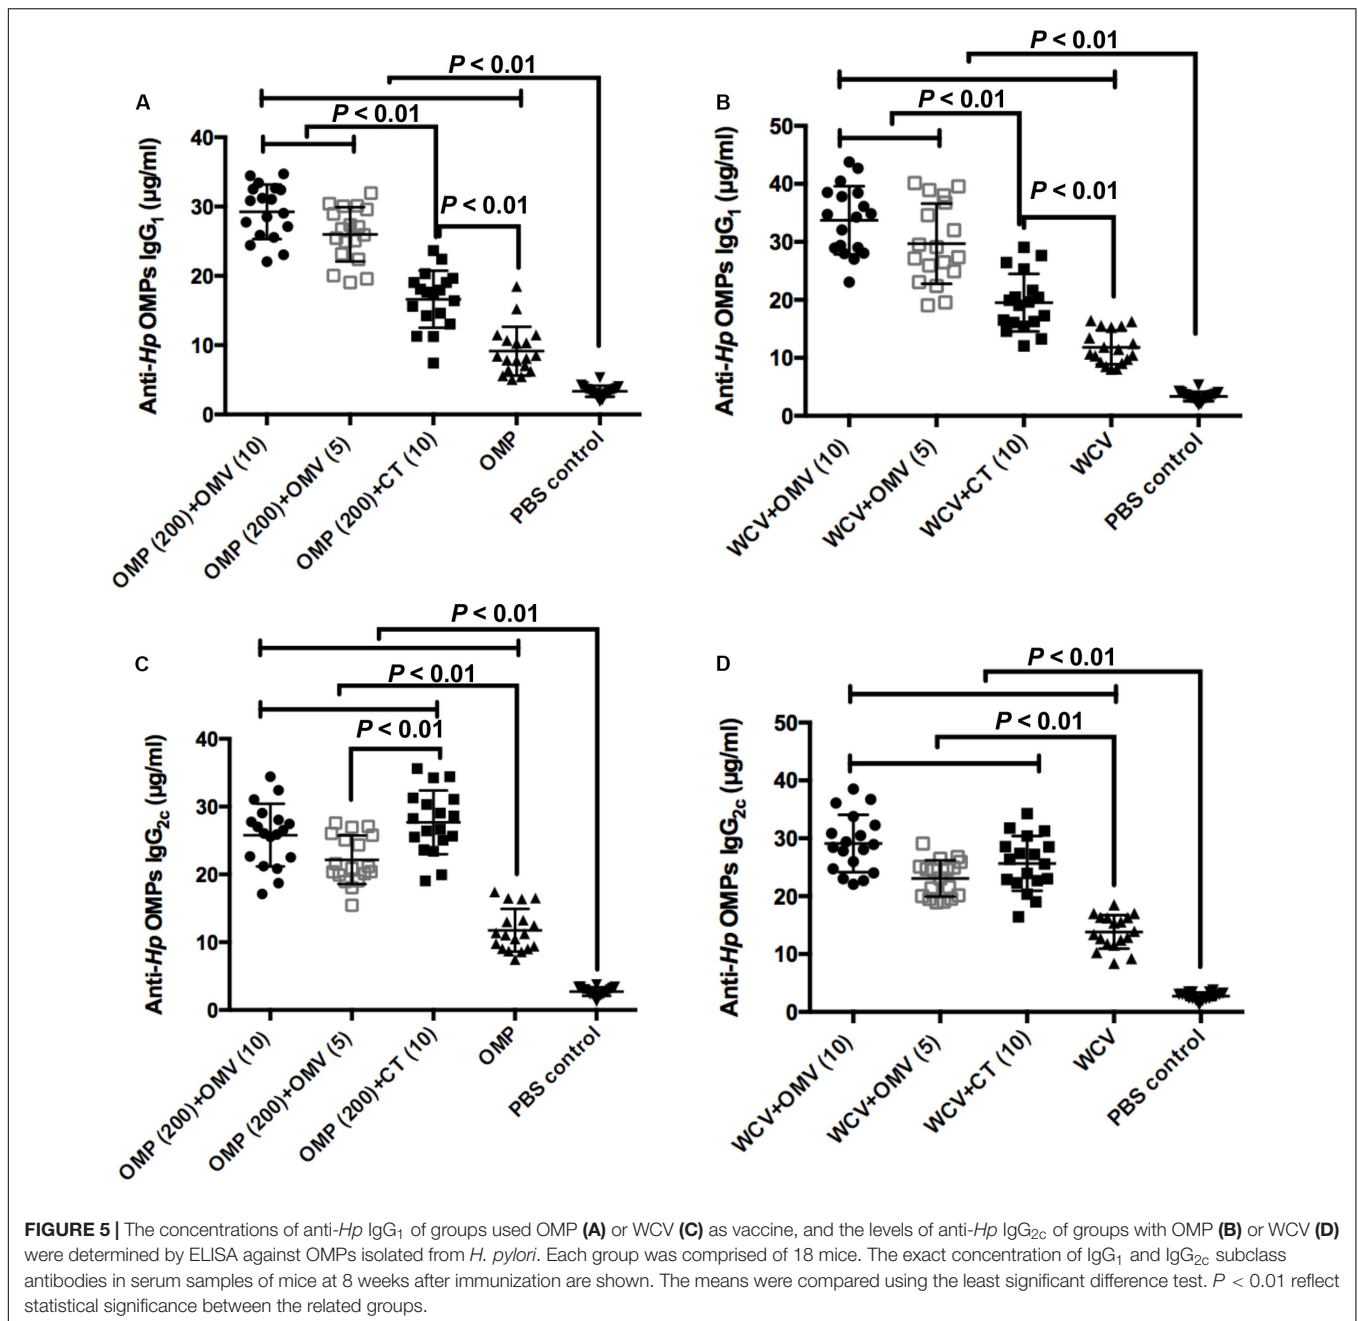 A
P < 0.01
P < 0.01
P < 0.01
Anti-Hp OMPs IgG1 (μg/ml)
40
30
20
10
0
OMP (200)+OMV (10)
OMP (200)+OMV (5)
OMP (200)+CT (10)
OMP
PBS control
B
P < 0.01
P < 0.01
P < 0.01
Anti-Hp OMPs IgG1 (μg/ml)
50
40
30
20
10
0
WCV+OMV (10)
WCV+OMV (5)
WCV+CT (10)
WCV
PBS control
C
P < 0.01
P < 0.01
P < 0.01
Anti-Hp OMPs IgG2c (μg/ml)
40
30
20
10
0
OMP (200)+OMV (10)
OMP (200)+OMV (5)
OMP (200)+CT (10)
OMP
PBS control
D
P < 0.01
P < 0.01
Anti-Hp OMPs IgG2c (μg/ml)
50
40
30
20
10
0
WCV+OMV (10)
WCV+OMV (5)
WCV+CT (10)
WCV
PBS control
FIGURE 5 | The concentrations of anti-Hp IgG1 of groups used OMP (A) or WCV (C) as vaccine, and the levels of anti-Hp IgG2c of groups with OMP (B) or WCV (D)
were determined by ELISA against OMPs isolated from H. pylori. Each group was comprised of 18 mice. The exact concentration of IgG1 and IgG2c subclass
antibodies in serum samples of mice at 8 weeks after immunization are shown. The means were compared using the least significant difference test. P < 0.01 reflect
statistical significance between the related groups.